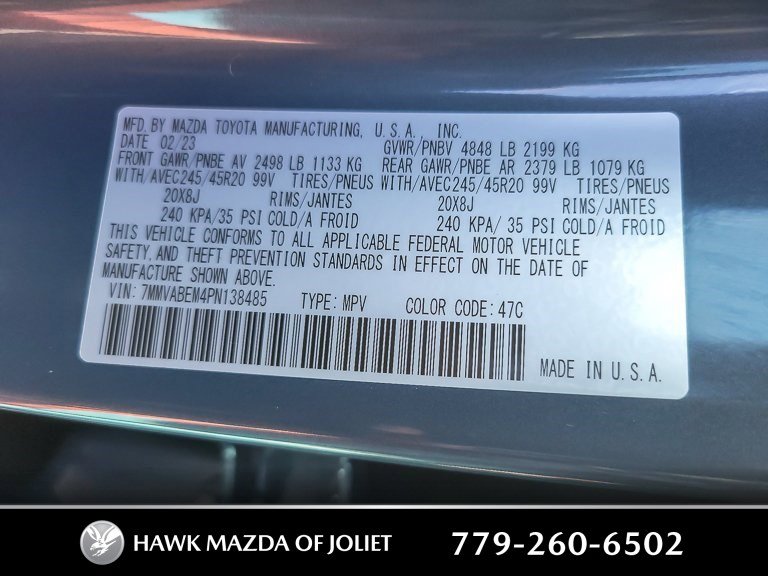 MFD. BY MAZDA TOYOTA MANUFACTURING, U.S.A. INC.
DATE 02/23 GVWR/PNBV 4848 LB 2199 KG
FRONT GAWR/PNBE AV 2498 LB 1133 KG REAR GAWR/PNBE AR 2379 LB 1079 KG
WITH/AVEC245/45R20 99V TIRES/PNEUS WITH/AVEC245/45R20 99V TIRES/PNEUS
20X8J RIMS/JANTES 20X8J RIMS/JANTES
240 KPA/35 PSI COLD/A FROID 240 KPA/ 35 PSI COLD/A FROID
THIS VEHICLE CONFORMS TO ALL APPLICABLE FEDERAL MOTOR VEHICLE
SAFETY, AND THEFT PREVENTION STANDARDS IN EFFECT ON THE DATE OF
MANUFACTURE SHOWN ABOVE.
VIN: 7MMVABEM4PN138485 TYPE: MPV COLOR CODE: 47C
MADE IN U.S.A.
HAWK MAZDA OF JOLIET 779-260-6502